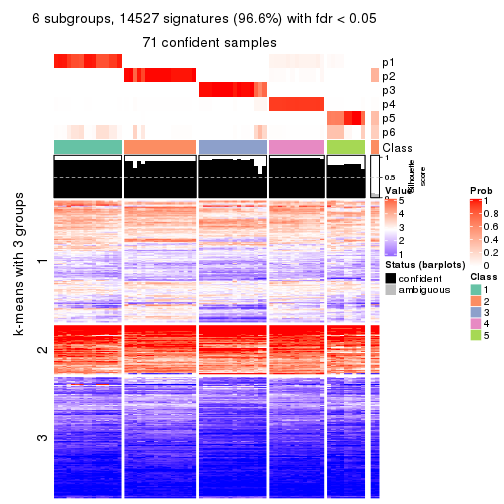 6 subgroups, 14527 signatures (96.6%) with fdr < 0.05
71 confident samples
p1
p2
p3
p4
p5
p6
Class
1
0.5
0
Silhouette
score
k-means with 3 groups
1
2
3
Value
5
4
3
2
1
Status (barplots)
confident
ambiguous
Prob
1
0.8
0.6
0.4
0.2
0
Class
1
2
3
4
5